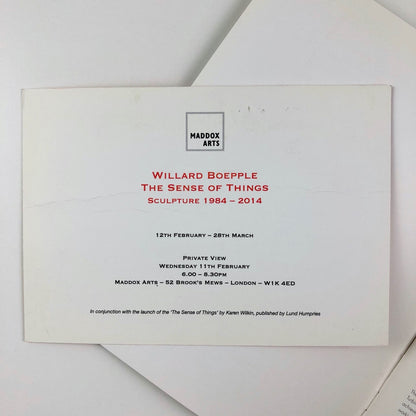 MADDOX
ARTS
WILLARD BOEPPLE
THE SENSE OF THINGS
SCULPTURE 1984 – 2014
12TH FEBRUARY – 28TH MARCH
PRIVATE VIEW
WEDNESDAY 11TH FEBRUARY
6.00 – 8.30PM
MADDOX ARTS – 52 BROOK'S MEWS – LONDON – W1K 4ED
In conjunction with the launch of the 'The Sense of Things' by Karen Wilkin, published by Lund Humpries